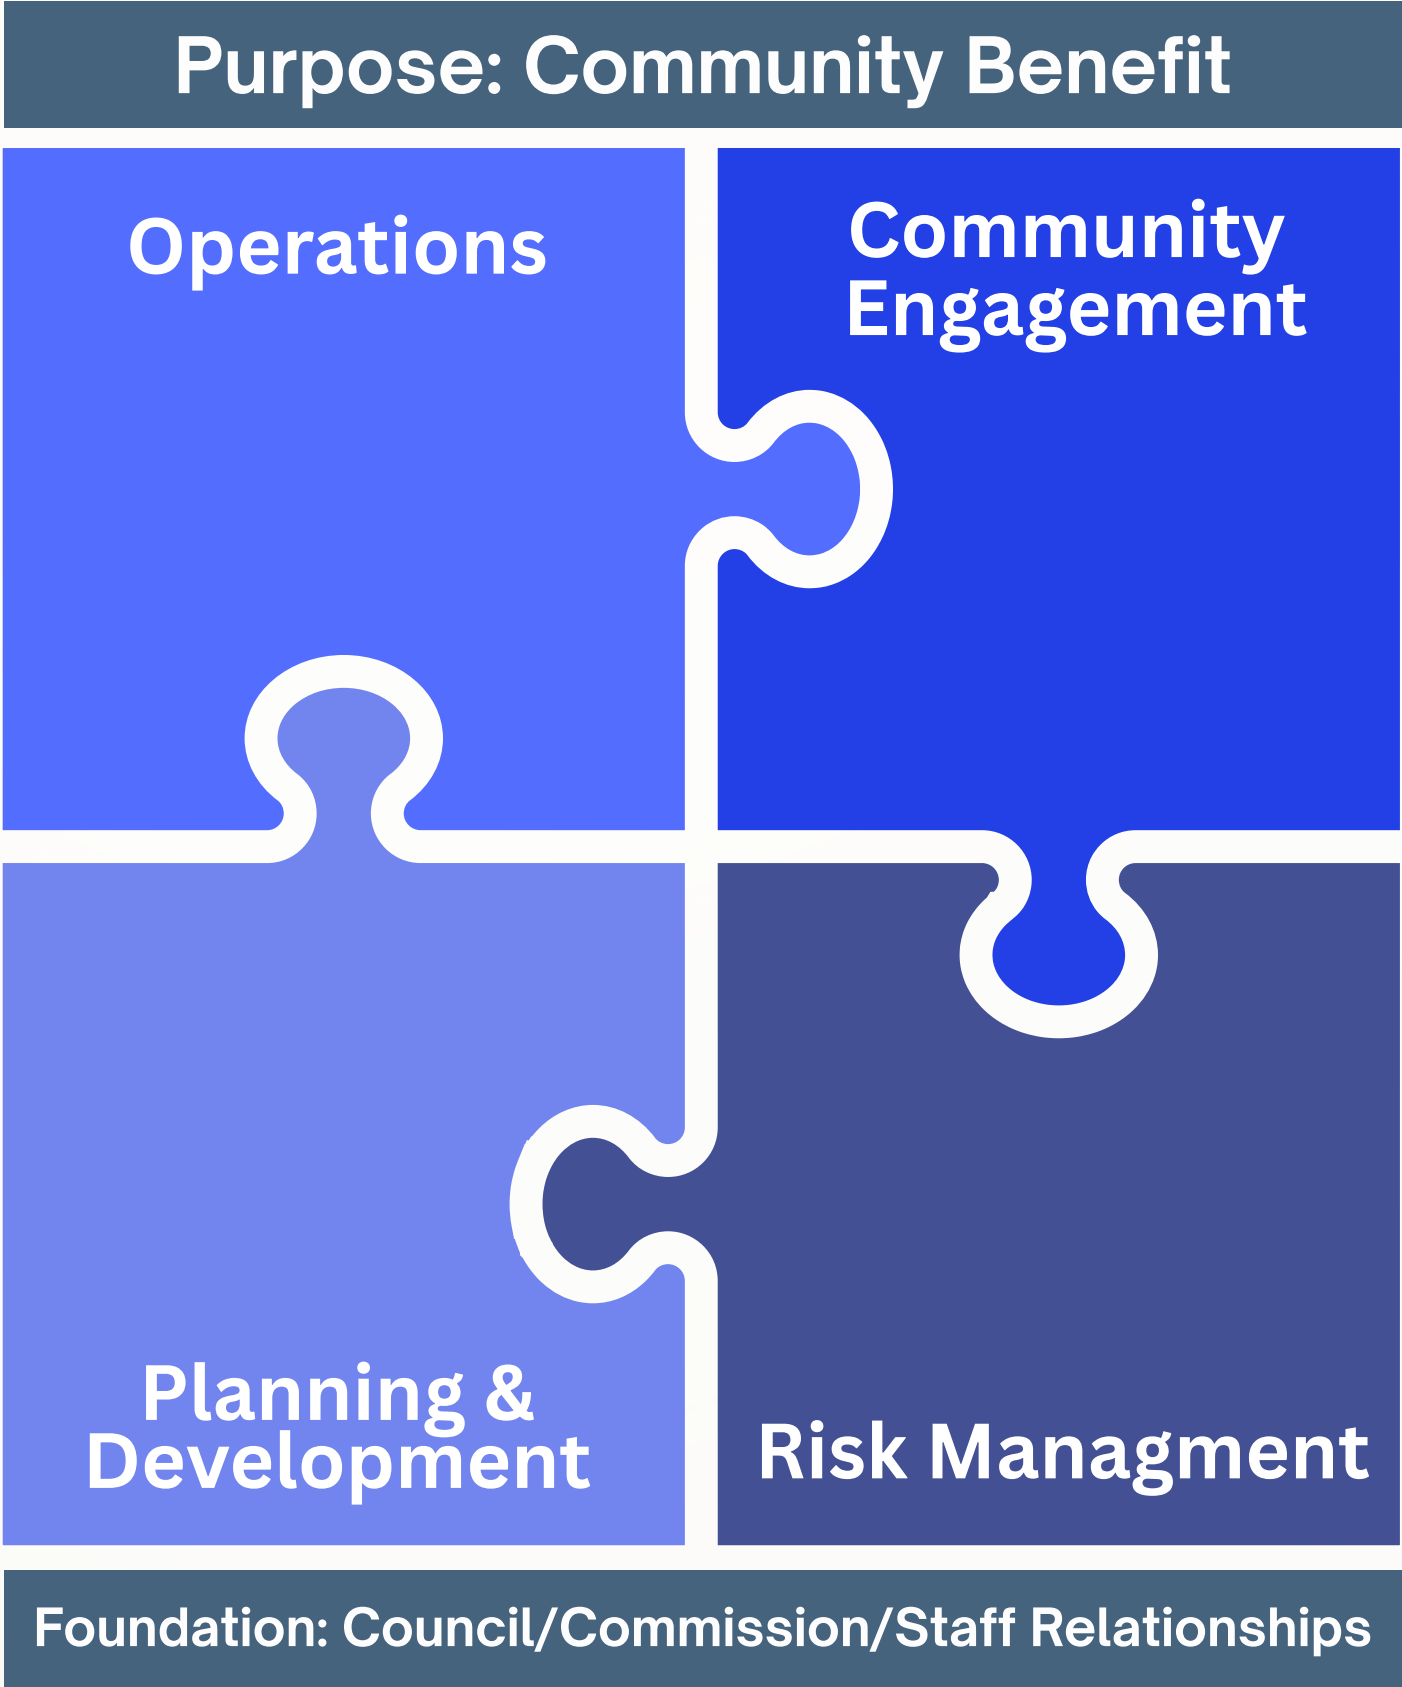 Purpose: Community Benefit
Operations
Community
Engagement
Planning &
Development
Risk Managment
Foundation: Council/Commission/Staff Relationships